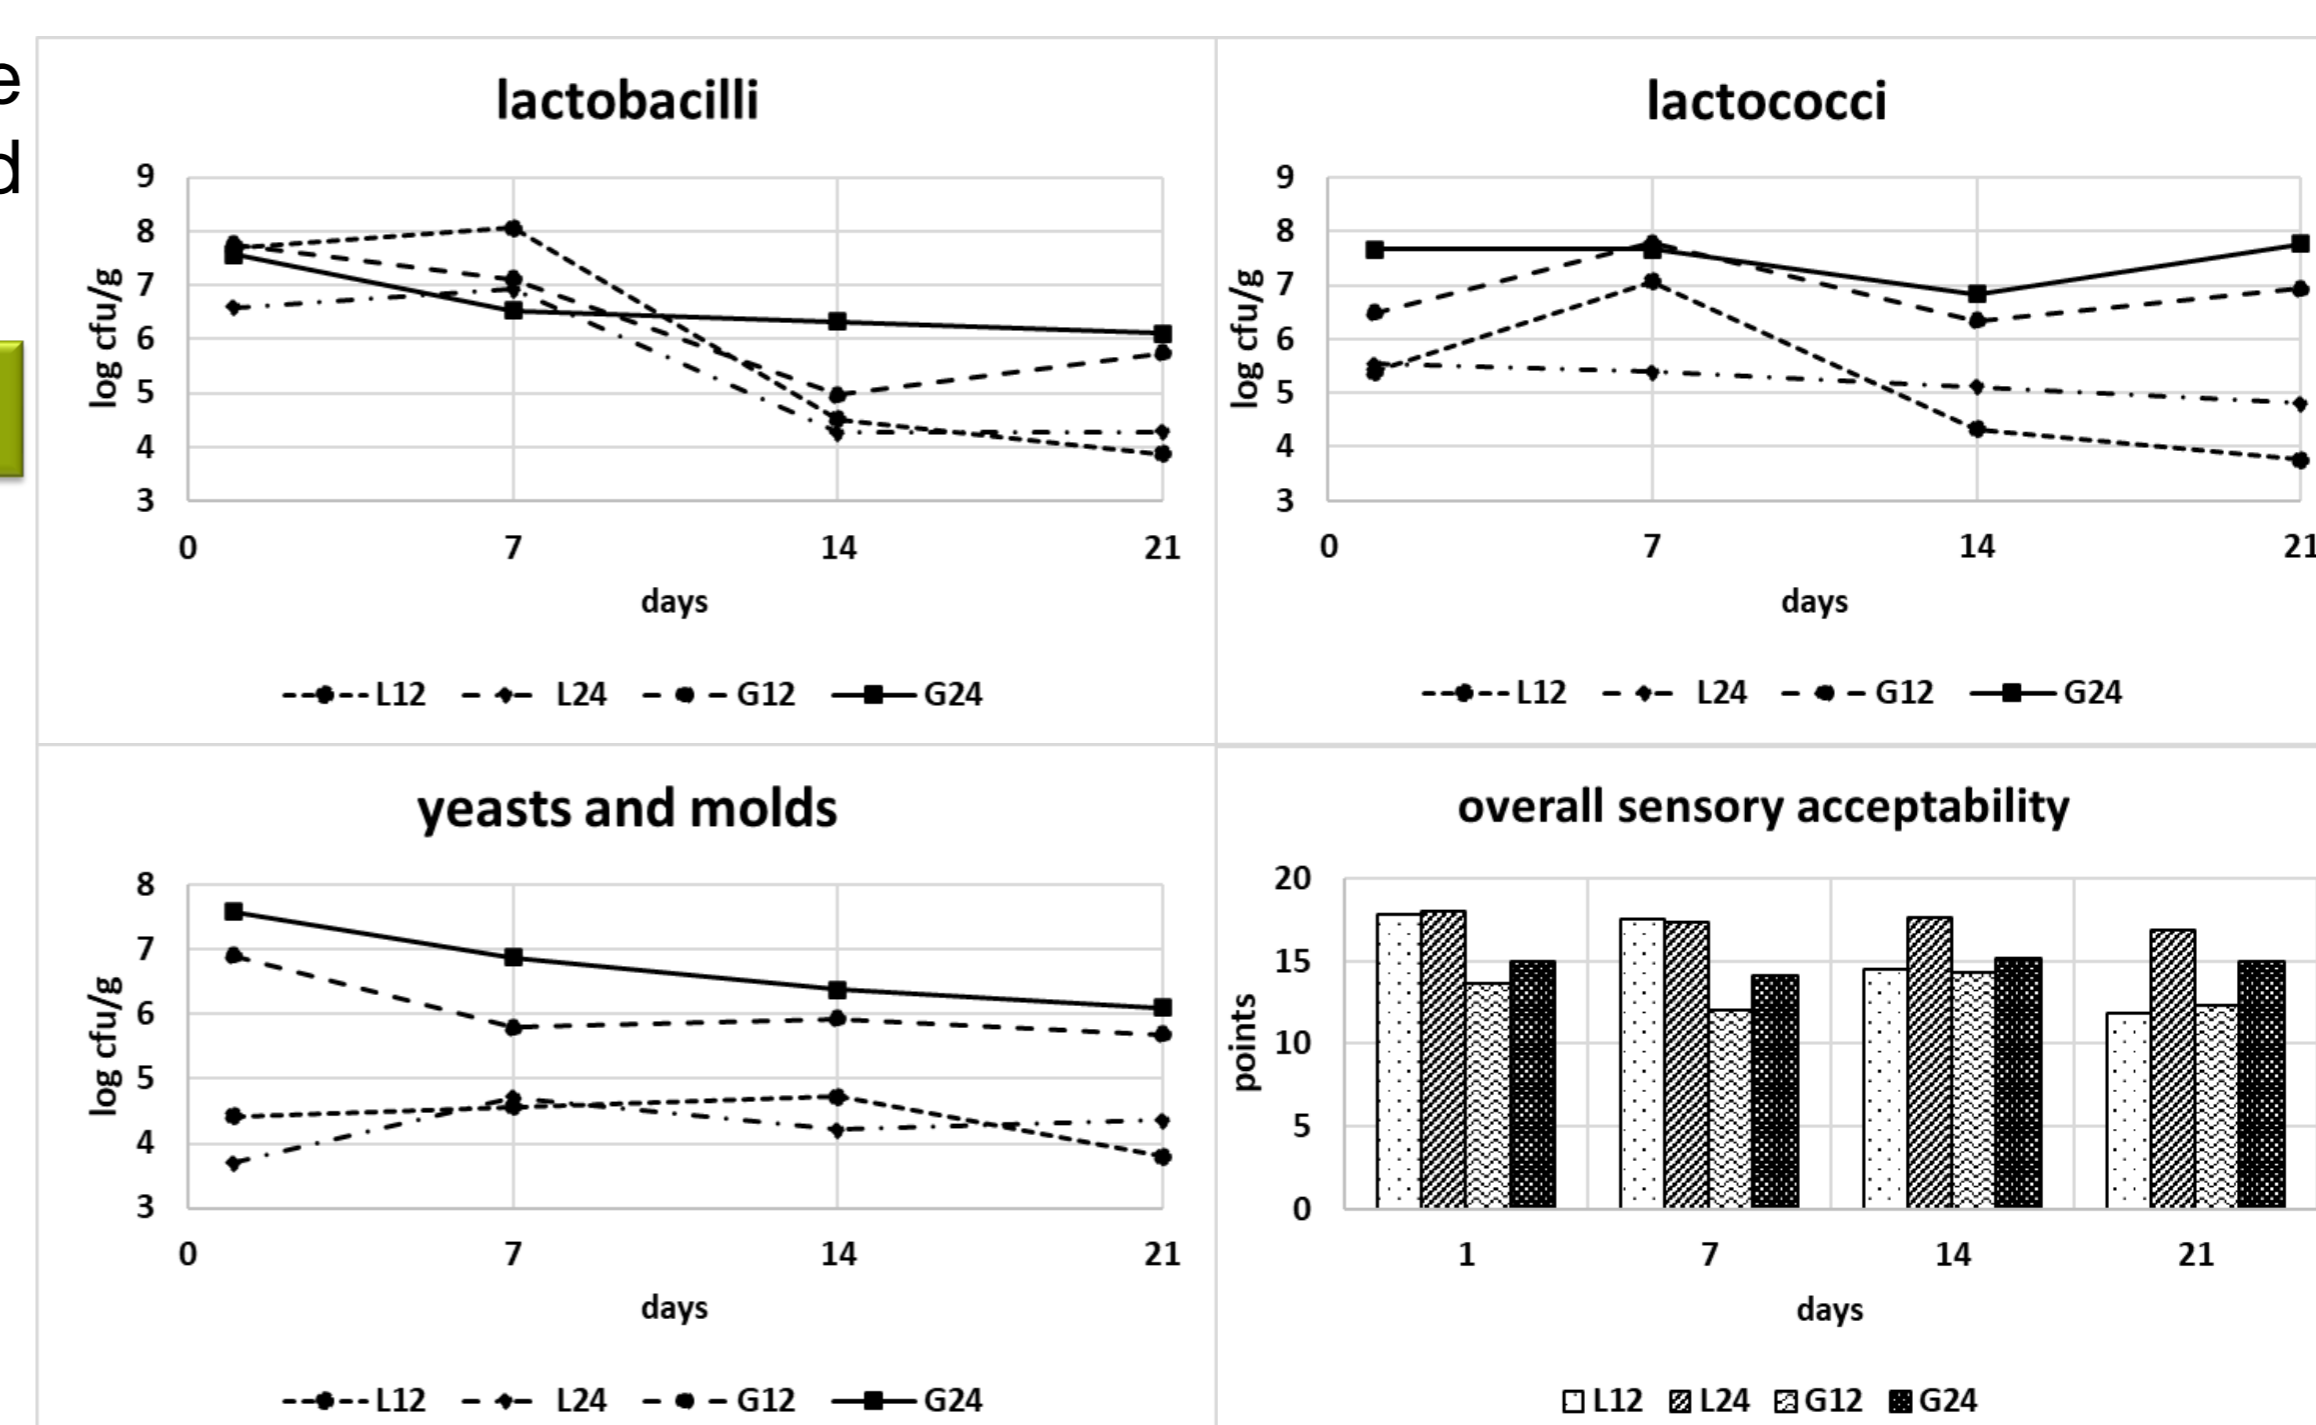 e
d
lactobacilli
9
8
7
6
5
4
3
log cfu/g
0 7 14 21
days
L12 L24 G12 G24
lactococci
9
8
7
6
5
4
3
log cfu/g
0 7 14 21
days
L12 L24 G12 G24
yeasts and molds
8
7
6
5
4
3
log cfu/g
0 7 14 21
days
L12 L24 G12 G24
overall sensory acceptability
20
15
10
5
0
points
1 7 14 21
days
L12 L24 G12 G24